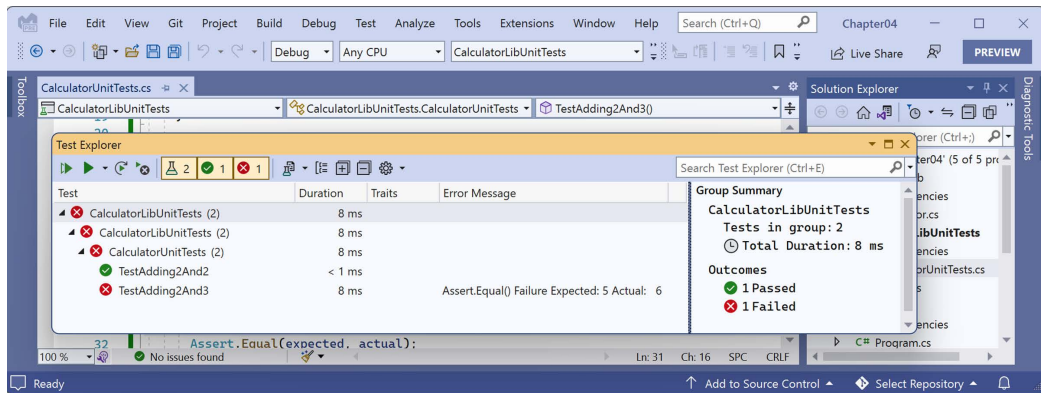 File Edit View Git Project Build Debug Test Analyze Tools Extensions Window Help Search (Ctrl+Q) Chapter04
Debug Any CPU CalculatorLibUnitTests Live Share PREVIEW
Toolbox
CalculatorUnitTests.cs
CalculatorLibUnitTests CalculatorLibUnitTests.CalculatorUnitTests TestAdding2And3()
Solution Explorer
Diagnostic Tools
Test Explorer
2 1 1
Search Test Explorer (Ctrl+E)
Test Duration Traits Error Message
CalculatorLibUnitTests (2) 8 ms
CalculatorLibUnitTests (2) 8 ms
CalculatorUnitTests (2) 8 ms
TestAdding2And2 < 1 ms
TestAdding2And3 8 ms Assert.Equal() Failure Expected: 5 Actual: 6
Group Summary
CalculatorLibUnitTests
Tests in group: 2
Total Duration: 8 ms
Outcomes
1 Passed
1 Failed
orer (Ctrl+;)
ter04' (5 of 5 pro
b
encies
or.cs
LibUnitTests
encies
orUnitTests.cs
s
encies
C# Program.cs
32 Assert.Equal(expected, actual);
100 % No issues found Ln: 31 Ch: 16 SPC CRLF
Ready Add to Source Control Select Repository